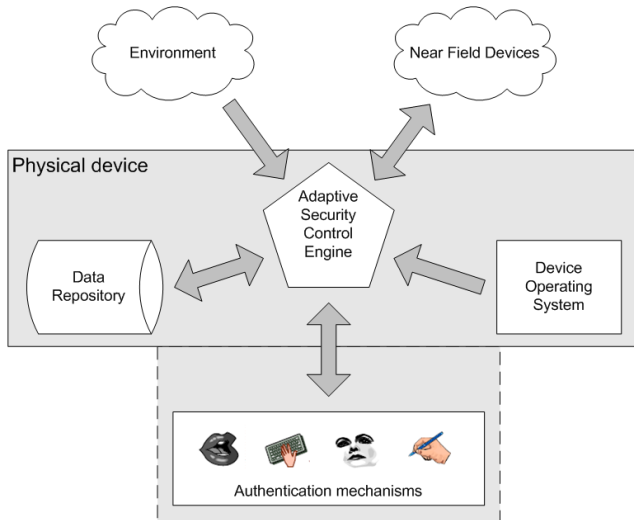 Environment
Near Field Devices
Physical device
Adaptive
Security
Control
Engine
Data
Repository
Device
Operating
System
Authentication mechanisms